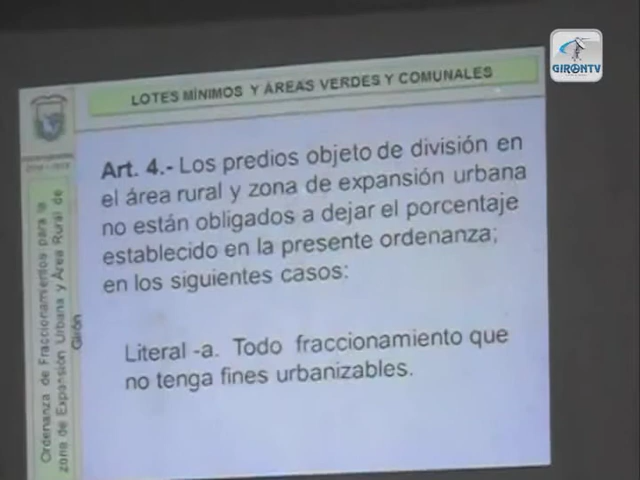 GIRONTV
LOTES MÍNIMOS Y ÁREAS VERDES Y COMUNALES
Art. 4.- Los predios objeto de división en
el área rural y zona de expansión urbana
no están obligados a dejar el porcentaje
establecido en la presente ordenanza;
en los siguientes casos:
Literal -a. Todo fraccionamiento que
no tenga fines urbanizables.
Ordenanza de Fraccionamientos para la
zona de Expansión Urbana y Área Rural de
Girón